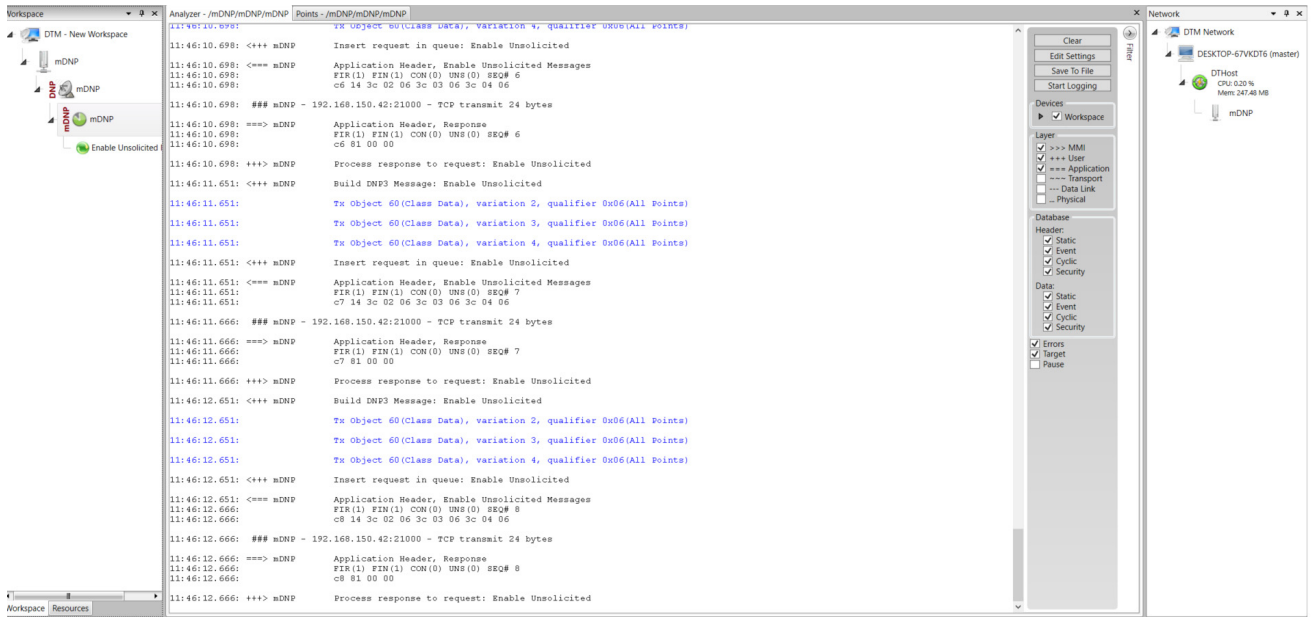 Workspace
DTM - New Workspace
mDNP
DNP mDNP
mDNP mDNP
Enable Unsolicited
Workspace Resources
Analyzer - /mDNP/mDNP/mDNP Points - /mDNP/mDNP/mDNP
11:46:10.698: Tx Object 60(Class Data), variation 4, qualifier 0x06(All Points)
11:46:10.698: <+++ mDNP Insert request in queue: Enable Unsolicited
11:46:10.698: <=== mDNP Application Header, Enable Unsolicited Messages
11:46:10.698: FIR(1) FIN(1) CON(0) UNS(0) SEQ# 6
11:46:10.698: c6 14 3c 02 06 3c 03 06 3c 04 06
11:46:10.698: ### mDNP - 192.168.150.42:21000 - TCP transmit 24 bytes
11:46:10.698: ===> mDNP Application Header, Response
11:46:10.698: FIR(1) FIN(1) CON(0) UNS(0) SEQ# 6
11:46:10.698: c6 81 00 00
11:46:10.698: +++> mDNP Process response to request: Enable Unsolicited
11:46:11.651: <+++ mDNP Build DNP3 Message: Enable Unsolicited
11:46:11.651: Tx Object 60(Class Data), variation 2, qualifier 0x06(All Points)
11:46:11.651: Tx Object 60(Class Data), variation 3, qualifier 0x06(All Points)
11:46:11.651: Tx Object 60(Class Data), variation 4, qualifier 0x06(All Points)
11:46:11.651: <+++ mDNP Insert request in queue: Enable Unsolicited
11:46:11.651: <=== mDNP Application Header, Enable Unsolicited Messages
11:46:11.651: FIR(1) FIN(1) CON(0) UNS(0) SEQ# 7
11:46:11.651: c7 14 3c 02 06 3c 03 06 3c 04 06
11:46:11.666: ### mDNP - 192.168.150.42:21000 - TCP transmit 24 bytes
11:46:11.666: ===> mDNP Application Header, Response
11:46:11.666: FIR(1) FIN(1) CON(0) UNS(0) SEQ# 7
11:46:11.666: c7 81 00 00
11:46:11.666: +++> mDNP Process response to request: Enable Unsolicited
11:46:12.651: <+++ mDNP Build DNP3 Message: Enable Unsolicited
11:46:12.651: Tx Object 60(Class Data), variation 2, qualifier 0x06(All Points)
11:46:12.651: Tx Object 60(Class Data), variation 3, qualifier 0x06(All Points)
11:46:12.651: Tx Object 60(Class Data), variation 4, qualifier 0x06(All Points)
11:46:12.651: <+++ mDNP Insert request in queue: Enable Unsolicited
11:46:12.651: <=== mDNP Application Header, Enable Unsolicited Messages
11:46:12.666: FIR(1) FIN(1) CON(0) UNS(0) SEQ# 8
11:46:12.666: c8 14 3c 02 06 3c 03 06 3c 04 06
11:46:12.666: ### mDNP - 192.168.150.42:21000 - TCP transmit 24 bytes
11:46:12.666: ===> mDNP Application Header, Response
11:46:12.666: FIR(1) FIN(1) CON(0) UNS(0) SEQ# 8
11:46:12.666: c8 81 00 00
11:46:12.666: +++> mDNP Process response to request: Enable Unsolicited
Filter
Clear
Edit Settings
Save To File
Start Logging
Devices
Workspace
Layer
>>> MMI
+++ User
=== Application
~~~ Transport
--- Data Link
... Physical
Database
Header:
Static
Event
Cyclic
Security
Data:
Static
Event
Cyclic
Security
Errors
Target
Pause
Network
DTM Network
DESKTOP-67VKDT6 (master)
DTHost
CPU: 0.20 %
Mem: 247.48 MB
mDNP